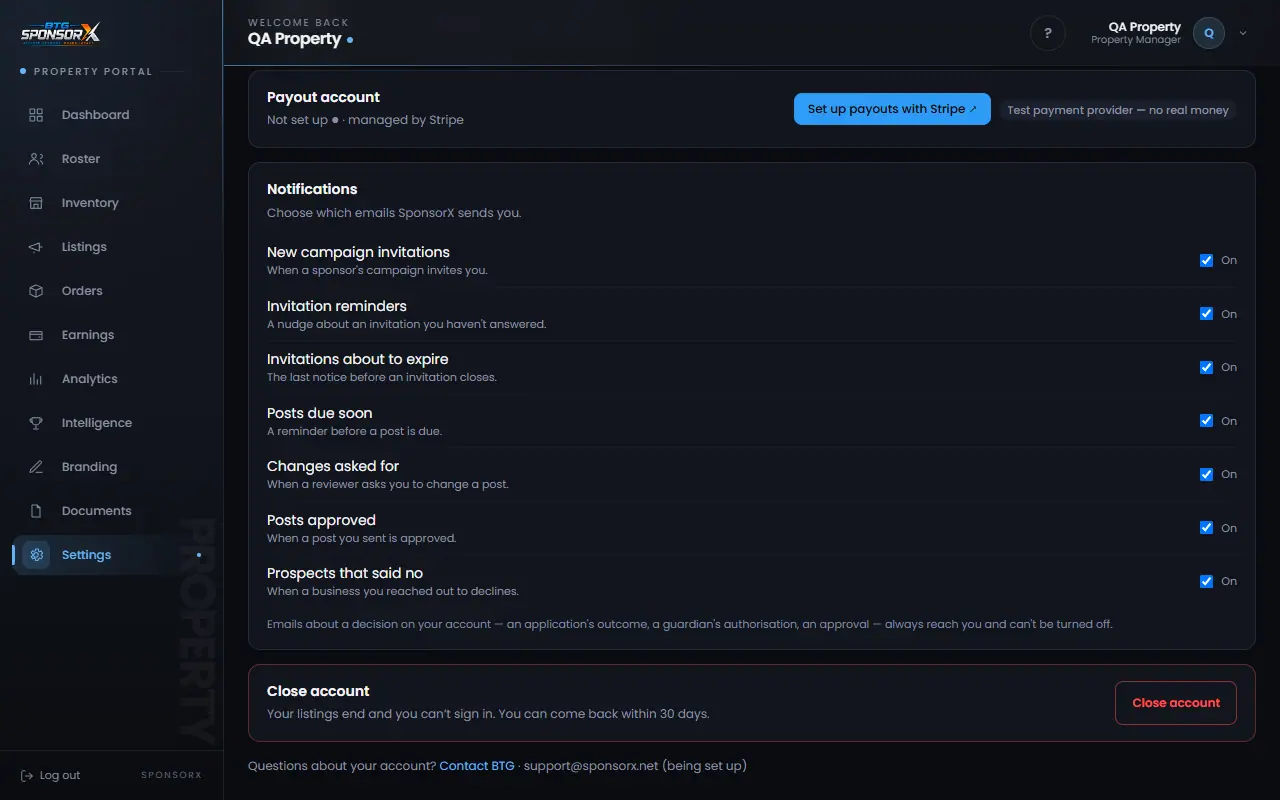 BTG
SPONSORX
PROPERTY PORTAL
Dashboard
Roster
Inventory
Listings
Orders
Earnings
Analytics
Intelligence
Branding
Documents
Settings
PROPERTY
Log out
SPONSORX
WELCOME BACK
QA Property
?
QA Property
Property Manager
Q
Payout account
Not set up · managed by Stripe
Set up payouts with Stripe ↗
Test payment provider — no real money
Notifications
Choose which emails SponsorX sends you.
New campaign invitations
When a sponsor's campaign invites you.
On
Invitation reminders
A nudge about an invitation you haven't answered.
On
Invitations about to expire
The last notice before an invitation closes.
On
Posts due soon
A reminder before a post is due.
On
Changes asked for
When a reviewer asks you to change a post.
On
Posts approved
When a post you sent is approved.
On
Prospects that said no
When a business you reached out to declines.
On
Emails about a decision on your account — an application's outcome, a guardian's authorisation, an approval — always reach you and can't be turned off.
Close account
Your listings end and you can't sign in. You can come back within 30 days.
Close account
Questions about your account? Contact BTG · support@sponsorx.net (being set up)